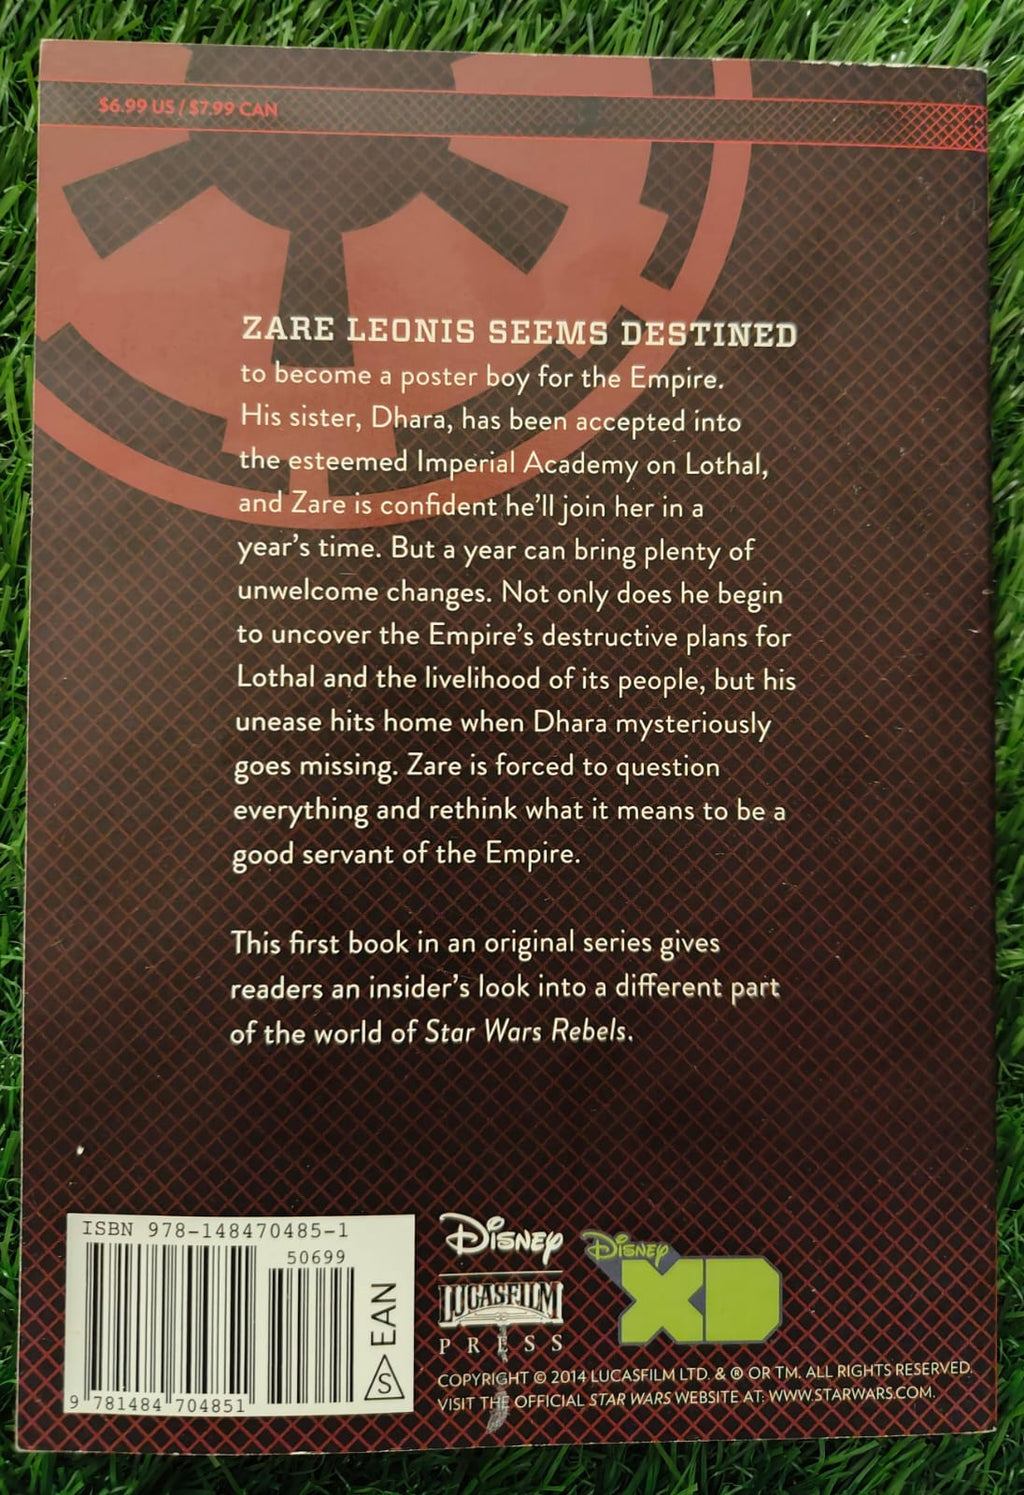 $6.99 US / $7.99 CAN
ZARE LEONIS SEEMS DESTINED
to become a poster boy for the Empire.
His sister, Dhara, has been accepted into
the esteemed Imperial Academy on Lothal,
and Zare is confident he'll join her in a
year's time. But a year can bring plenty of
unwelcome changes. Not only does he begin
to uncover the Empire's destructive plans for
Lothal and the livelihood of its people, but his
unease hits home when Dhara mysteriously
goes missing. Zare is forced to question
everything and rethink what it means to be a
good servant of the Empire.
This first book in an original series gives
readers an insider's look into a different part
of the world of Star Wars Rebels.
ISBN 978-148470485-1
50699
9 781484 704851
S EAN
DISNEY
LUCASFILM
PRESS
DISNEY
XD
COPYRIGHT © 2014 LUCASFILM LTD. & ® OR TM. ALL RIGHTS RESERVED.
VISIT THE OFFICIAL STAR WARS WEBSITE AT: WWW.STARWARS.COM.